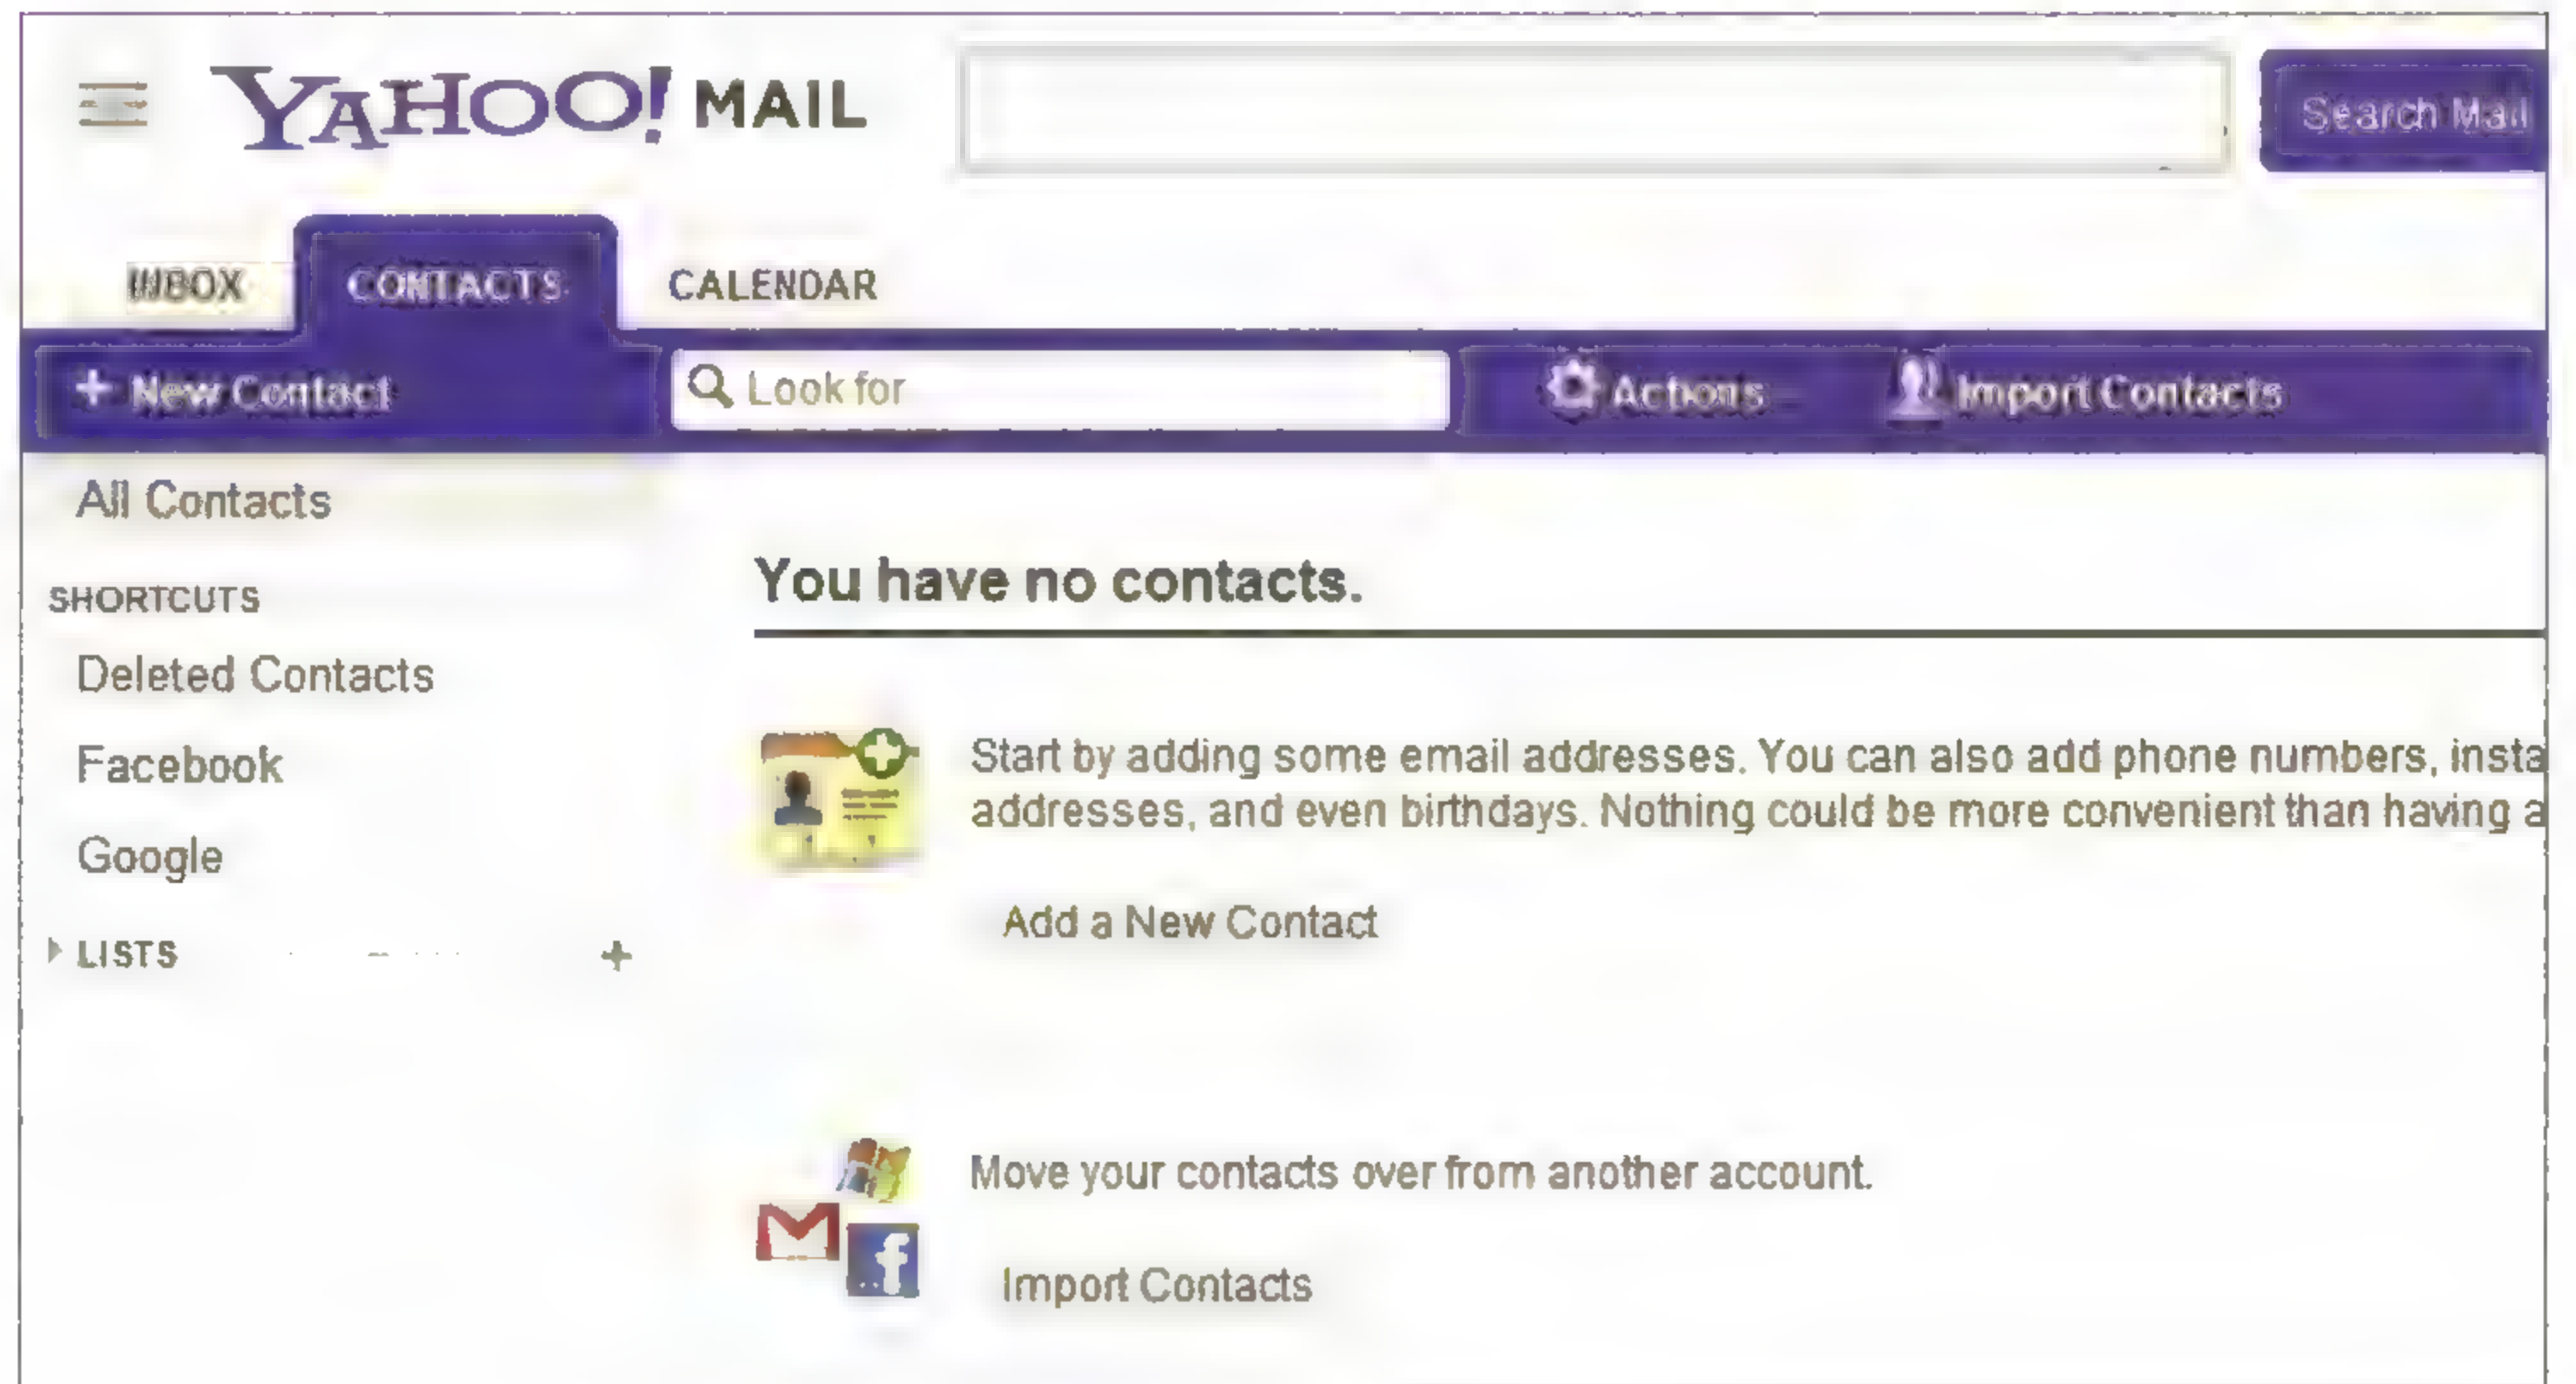 YAHOO! MAIL
Search Mail
INBOX CONTACTS CALENDAR
+ New Contact
Look for
Actions
Import Contacts
All Contacts
SHORTCUTS
Deleted Contacts
Facebook
Google
LISTS +
You have no contacts.
Start by adding some email addresses. You can also add phone numbers, insta
addresses, and even birthdays. Nothing could be more convenient than having a
Add a New Contact
Move your contacts over from another account.
Import Contacts